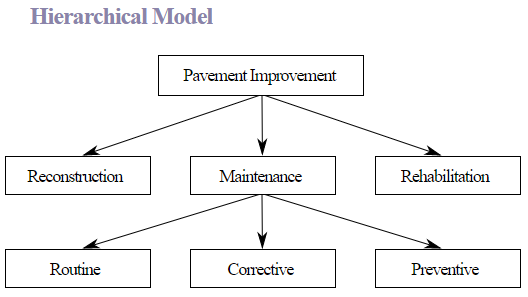 Hierarchical Model
Pavement Improvement
Reconstruction
Maintenance
Rehabilitation
Routine
Corrective
Preventive